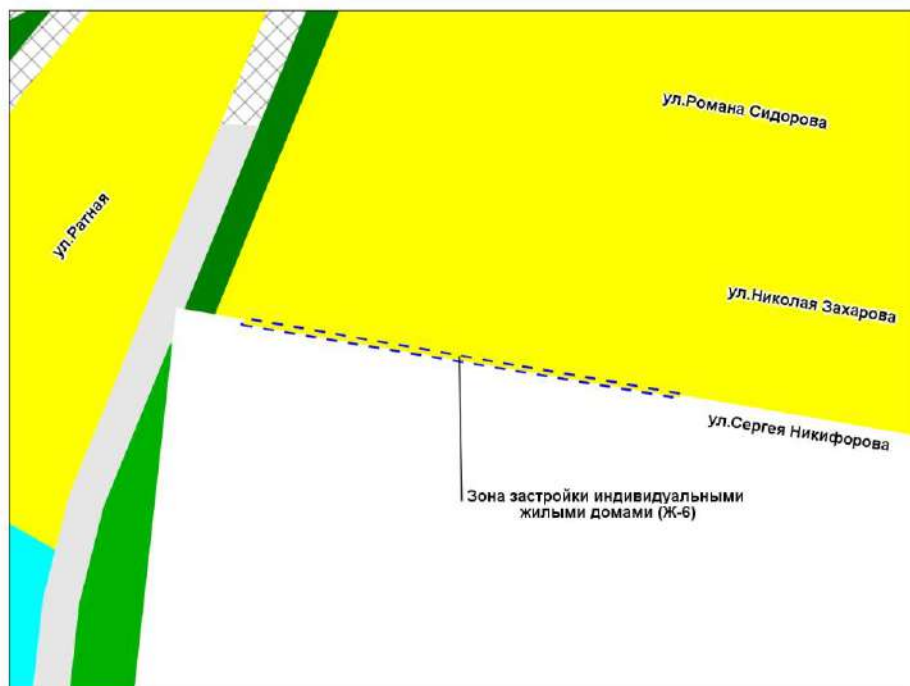 ул.Романа Сидорова
ул.Ратная
ул.Николая Захарова
ул.Сергея Никифорова
Зона застройки индивидуальными
жилыми домами (Ж-6)